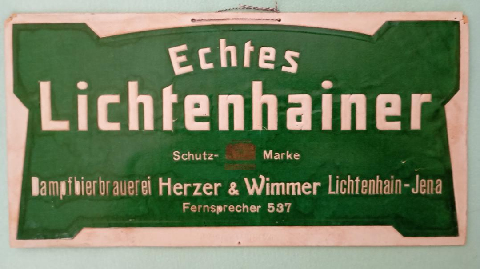 Echtes
Lichtenhainer
Schutz- Marke
Dampfbierbrauerei Herzer & Wimmer Lichtenhain-Jena
Fernsprecher 537